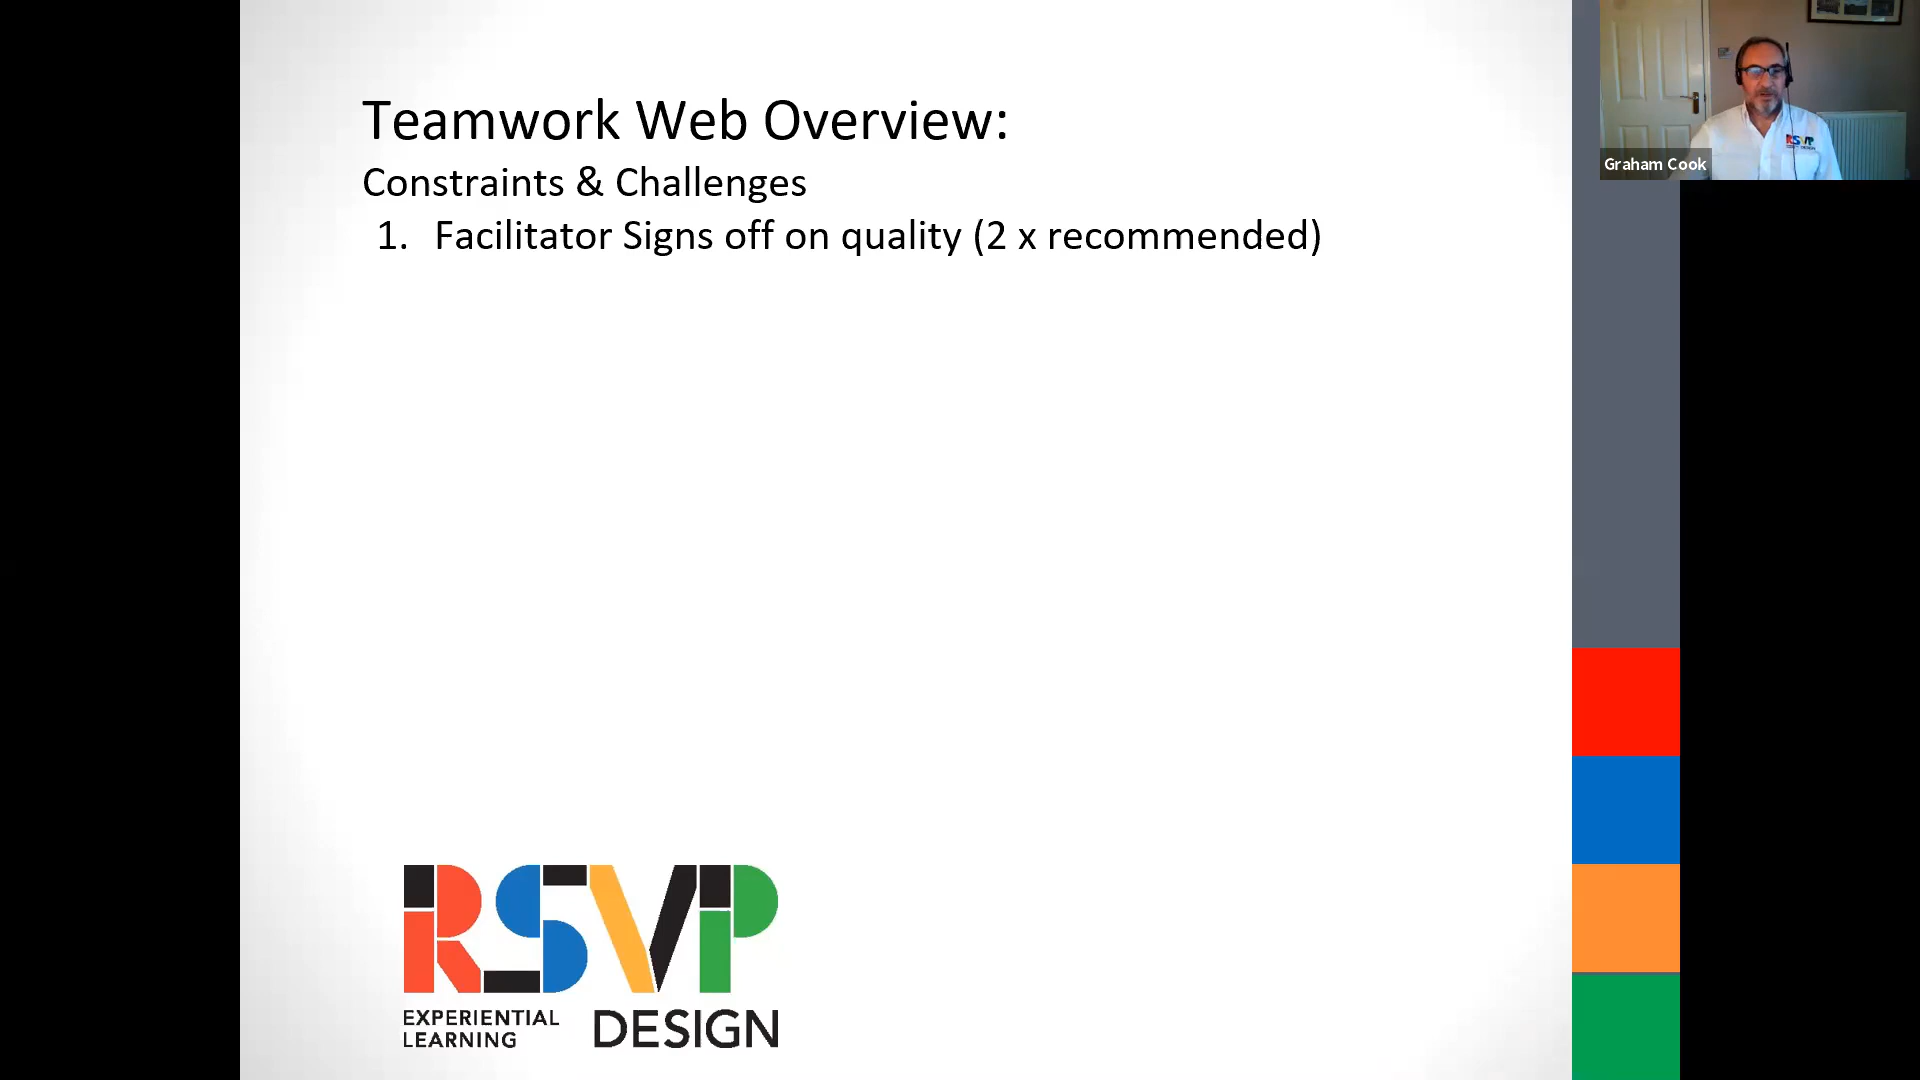 Teamwork Web Overview:
Constraints & Challenges
1. Facilitator Signs off on quality (2 x recommended)
Graham Cook
RSVP
RSVP
EXPERIENTIAL
LEARNING
DESIGN